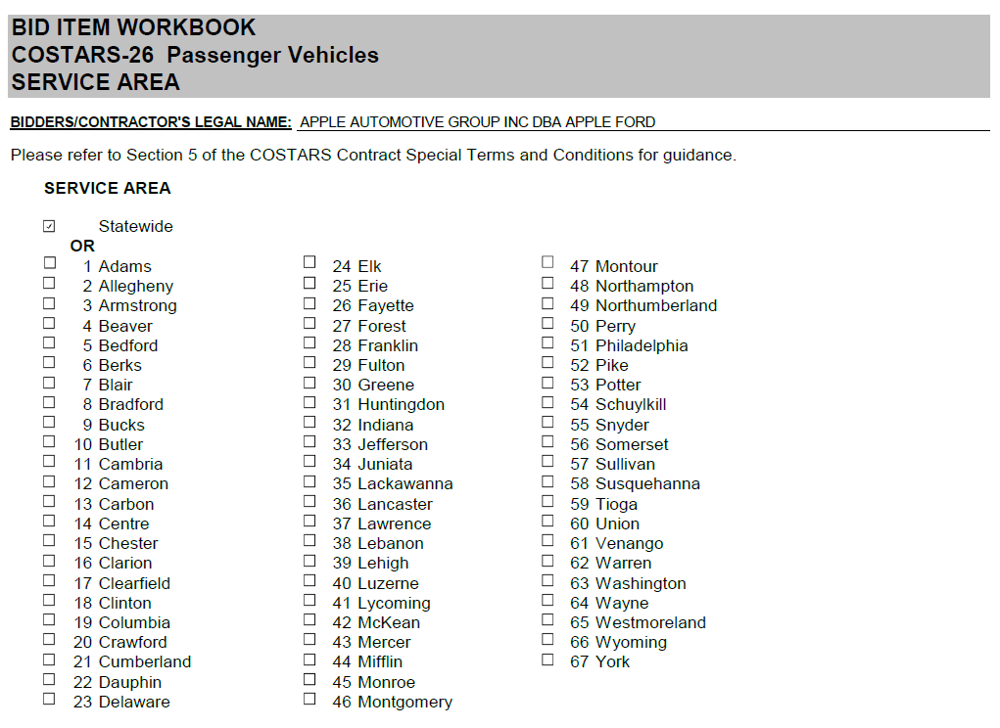 BID ITEM WORKBOOK
COSTARS-26 Passenger Vehicles
SERVICE AREA
BIDDERS/CONTRACTOR'S LEGAL NAME: APPLE AUTOMOTIVE GROUP INC DBA APPLE FORD
Please refer to Section 5 of the COSTARS Contract Special Terms and Conditions for guidance.
SERVICE AREA
☑ Statewide
OR
☐ 1 Adams
☐ 2 Allegheny
☐ 3 Armstrong
☐ 4 Beaver
☐ 5 Bedford
☐ 6 Berks
☐ 7 Blair
☐ 8 Bradford
☐ 9 Bucks
☐ 10 Butler
☐ 11 Cambria
☐ 12 Cameron
☐ 13 Carbon
☐ 14 Centre
☐ 15 Chester
☐ 16 Clarion
☐ 17 Clearfield
☐ 18 Clinton
☐ 19 Columbia
☐ 20 Crawford
☐ 21 Cumberland
☐ 22 Dauphin
☐ 23 Delaware
☐ 24 Elk
☐ 25 Erie
☐ 26 Fayette
☐ 27 Forest
☐ 28 Franklin
☐ 29 Fulton
☐ 30 Greene
☐ 31 Huntingdon
☐ 32 Indiana
☐ 33 Jefferson
☐ 34 Juniata
☐ 35 Lackawanna
☐ 36 Lancaster
☐ 37 Lawrence
☐ 38 Lebanon
☐ 39 Lehigh
☐ 40 Luzerne
☐ 41 Lycoming
☐ 42 McKean
☐ 43 Mercer
☐ 44 Mifflin
☐ 45 Monroe
☐ 46 Montgomery
☐ 47 Montour
☐ 48 Northampton
☐ 49 Northumberland
☐ 50 Perry
☐ 51 Philadelphia
☐ 52 Pike
☐ 53 Potter
☐ 54 Schuylkill
☐ 55 Snyder
☐ 56 Somerset
☐ 57 Sullivan
☐ 58 Susquehanna
☐ 59 Tioga
☐ 60 Union
☐ 61 Venango
☐ 62 Warren
☐ 63 Washington
☐ 64 Wayne
☐ 65 Westmoreland
☐ 66 Wyoming
☐ 67 York